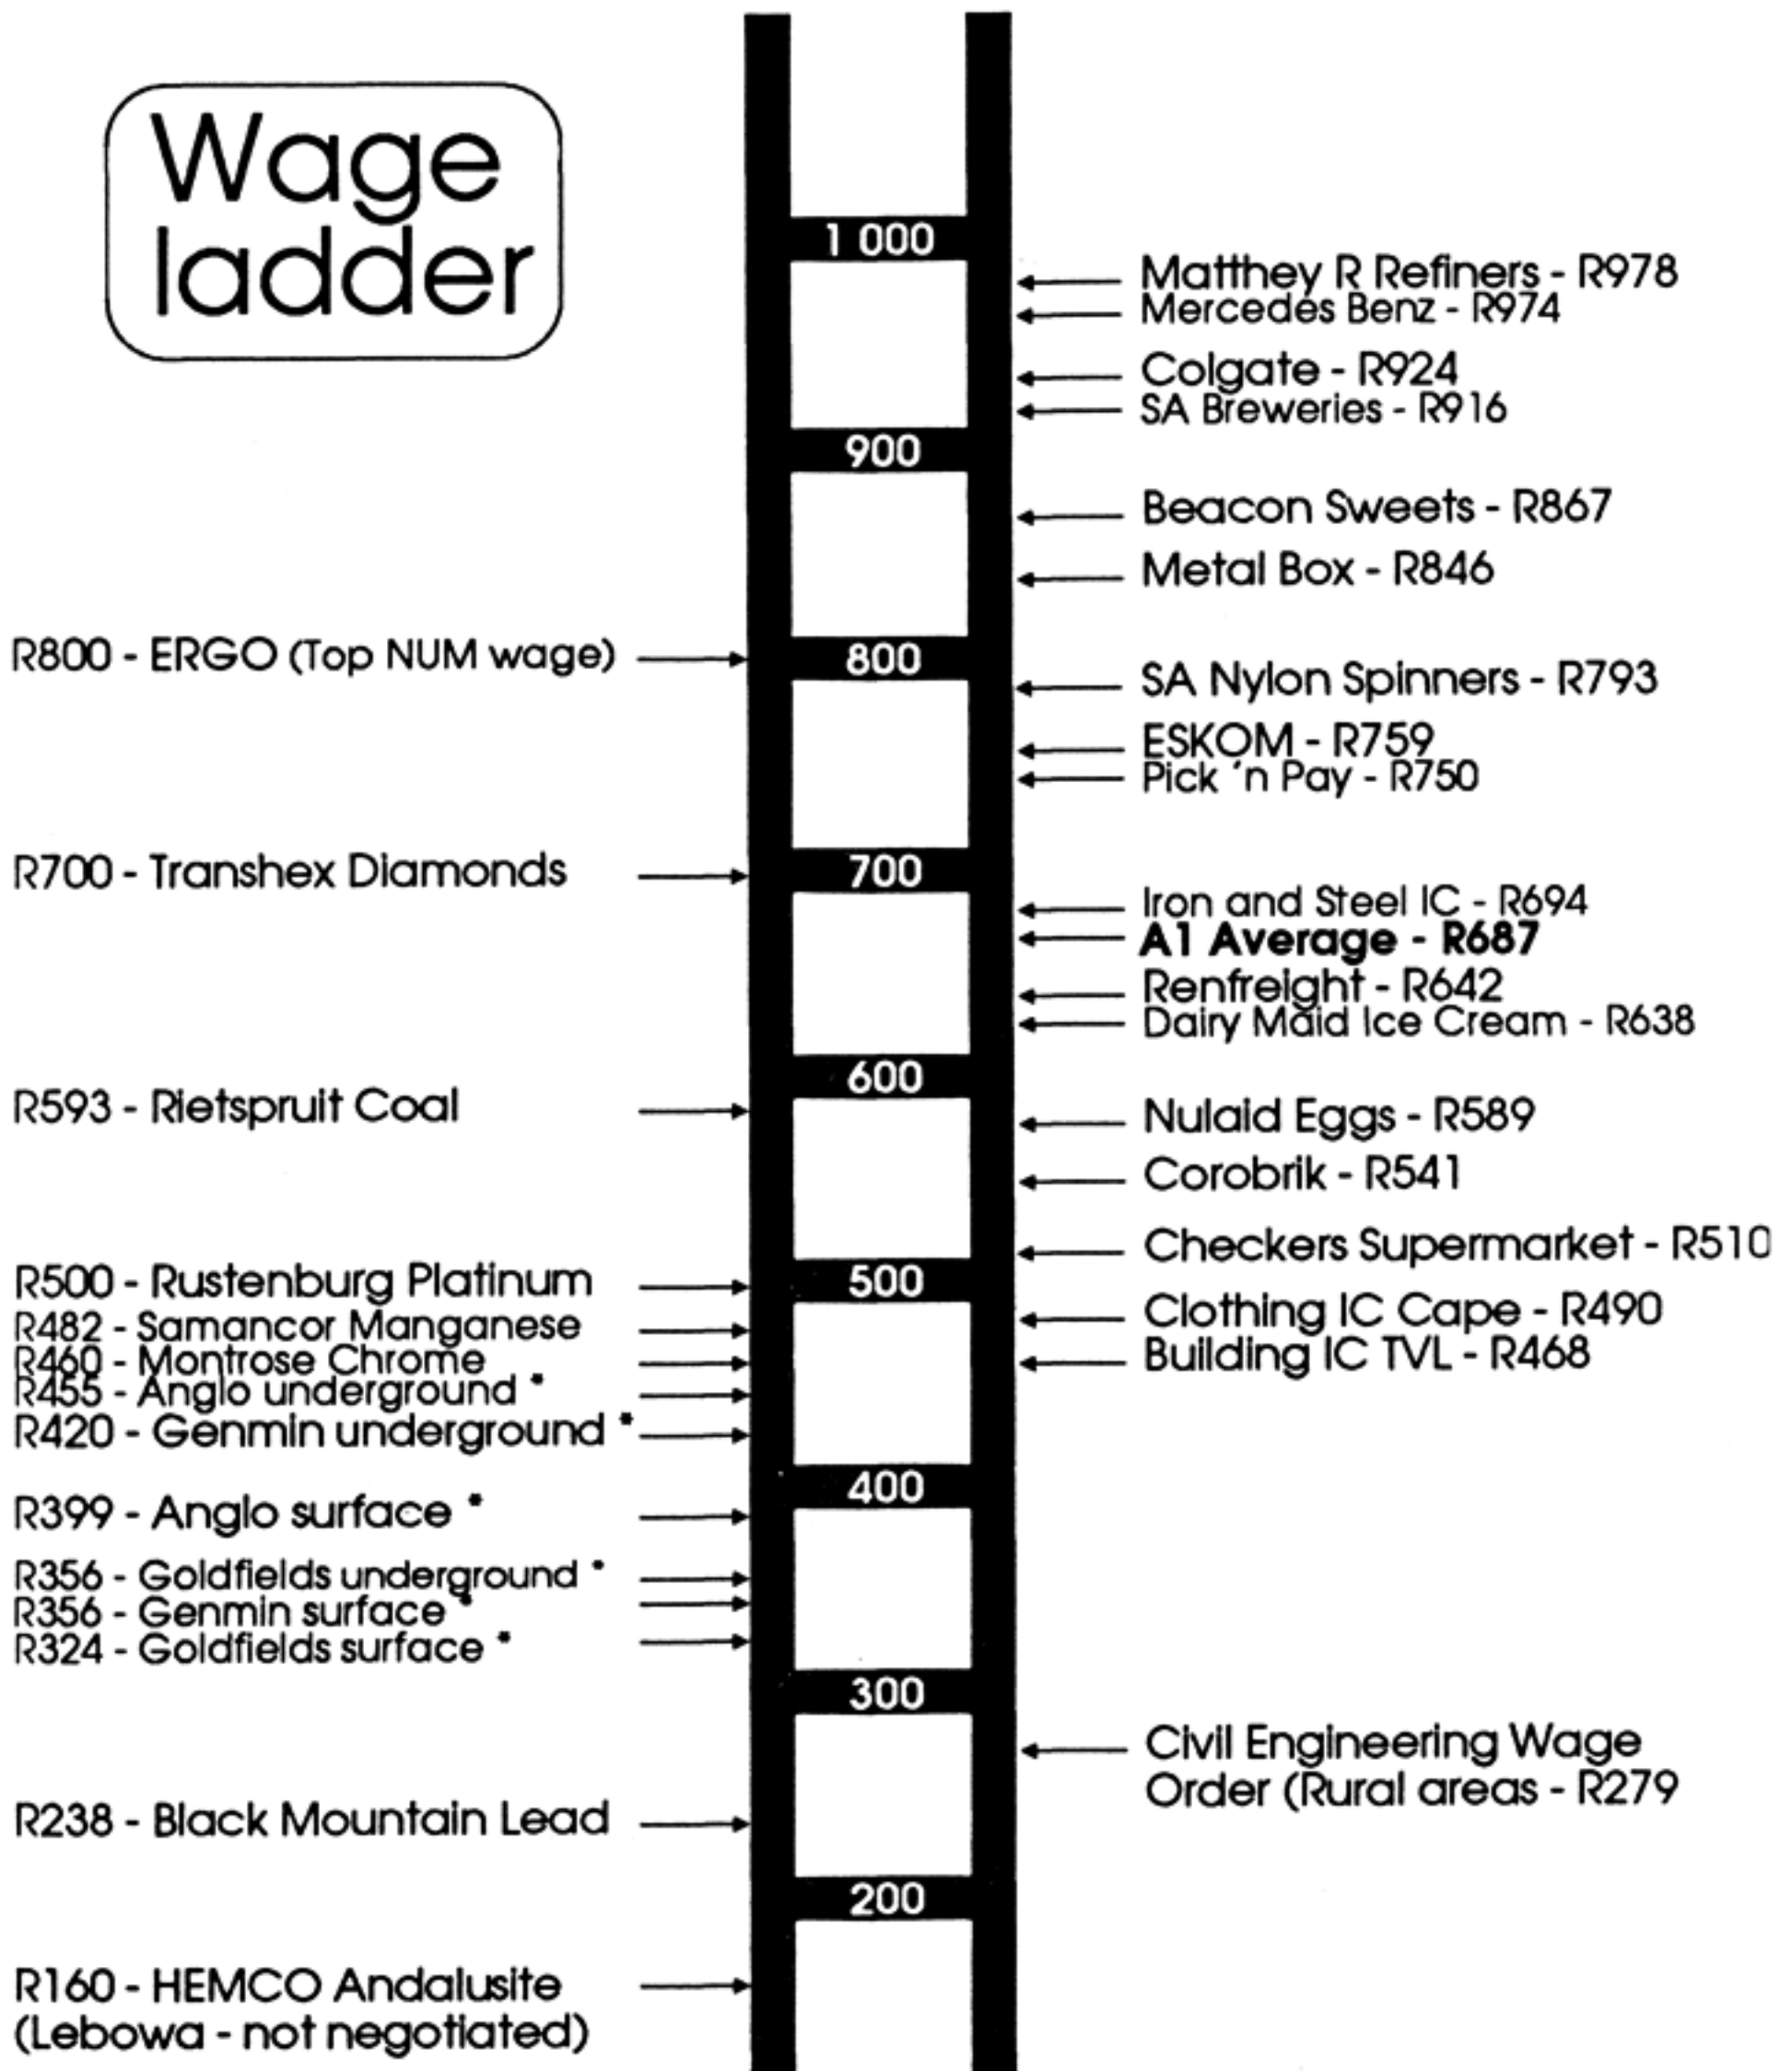 Wage
ladder
1 000
900
800
700
600
500
400
300
200
R800 - ERGO (Top NUM wage)
R700 - Transhex Diamonds
R593 - Rietspruit Coal
R500 - Rustenburg Platinum
R482 - Samancor Manganese
R460 - Montrose Chrome
R455 - Anglo underground *
R420 - Genmin underground *
R399 - Anglo surface *
R356 - Goldfields underground *
R356 - Genmin surface *
R324 - Goldfields surface *
R238 - Black Mountain Lead
R160 - HEMCO Andalusite
(Lebowa - not negotiated)
Matthey R Refiners - R978
Mercedes Benz - R974
Colgate - R924
SA Breweries - R916
Beacon Sweets - R867
Metal Box - R846
SA Nylon Spinners - R793
ESKOM - R759
Pick 'n Pay - R750
Iron and Steel IC - R694
A1 Average - R687
Renfreight - R642
Dairy Maid Ice Cream - R638
Nulaid Eggs - R589
Corobrik - R541
Checkers Supermarket - R510
Clothing IC Cape - R490
Building IC TVL - R468
Civil Engineering Wage
Order (Rural areas - R279